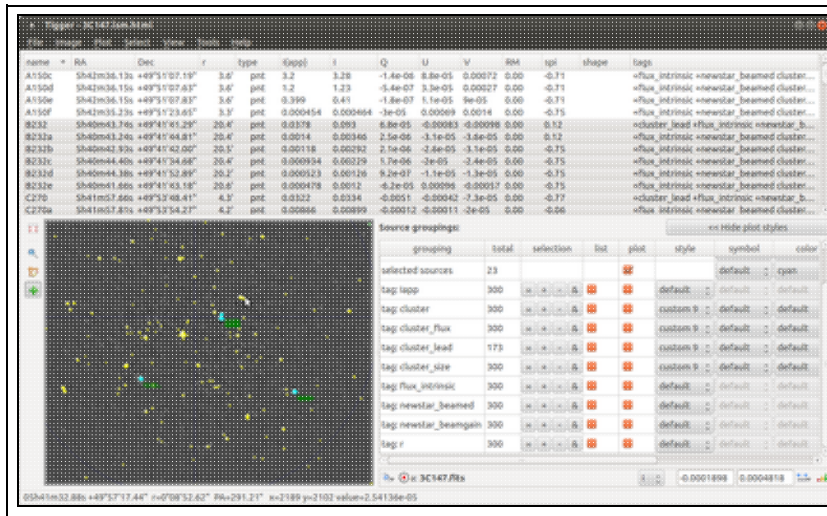 Tigger - 3C147.lsm.html
File Image Plot Select View Tools Help
name RA Dec r type I(app) I Q U V RM spi shape tags
A150c 5h42m36.13s +49°51'07.19" 3.6' pnt 3.2 3.28 -1.4e-06 8.8e-05 0.00072 0.00 -0.71 +flux_intrinsic +newstar_beamed cluster...
A150d 5h42m36.15s +49°51'07.83" 3.6' pnt 1.2 1.23 -5.4e-07 3.3e-05 0.00027 0.00 -0.71 +flux_intrinsic +newstar_beamed cluster...
A150e 5h42m36.15s +49°51'07.63" 3.6' pnt 0.399 0.41 -1.8e-07 1.1e-05 9e-05 0.00 -0.71 +flux_intrinsic +newstar_beamed cluster...
A150f 5h42m35.51s +49°51'23.65" 3.3' pnt 0.000454 0.000464 -3e-05 0.00069 0.0014 0.00 -0.75 +flux_intrinsic +newstar_beamed cluster...
B232 5h40m43.74s +49°41'41.29" 20.4' pnt 0.0378 0.093 6.8e-05 -0.00083 -0.00098 0.00 0.12 +cluster_lead +flux_intrinsic +newstar_b...
B232a 5h40m43.24s +49°41'44.81" 20.4' pnt 0.0014 0.00346 2.5e-06 -3.1e-05 -3.6e-05 0.00 0.12 +flux_intrinsic +newstar_beamed cluster...
B232b 5h40m42.93s +49°41'42.00" 20.5' pnt 0.00118 0.00292 2.1e-06 -2.6e-05 -3.1e-05 0.00 -0.75 +flux_intrinsic +newstar_beamed cluster...
B232c 5h40m44.40s +49°41'34.68" 20.4' pnt 0.000934 0.00229 1.7e-06 -2e-05 -2.4e-05 0.00 -0.75 +flux_intrinsic +newstar_beamed cluster...
B232d 5h40m44.38s +49°41'52.89" 20.2' pnt 0.000523 0.00126 9.2e-07 -1.1e-05 -1.3e-05 0.00 -0.75 +flux_intrinsic +newstar_beamed cluster...
B232e 5h40m41.66s +49°41'43.18" 20.6' pnt 0.000478 0.0012 -6.2e-05 0.00096 -0.00057 0.00 -0.75 +flux_intrinsic +newstar_beamed cluster...
C270 5h41m57.66s +49°53'48.41" 4.3' pnt 0.0322 0.0334 -0.0051 -0.00042 -7.3e-05 0.00 -0.77 +cluster_lead +flux_intrinsic +newstar_b...
C270a 5h41m57.81s +49°53'54.27" 4.2' pnt 0.00866 0.00899 -0.00012 -0.00011 -2e-05 0.00 -0.06 +flux_intrinsic +newstar_beamed cluster...
Source groupings: << Hide plot styles
grouping total selection list plot style symbol color
selected sources 23 default cyan
tag: Iapp 300 = + - & default default default
tag: cluster 300 = + - & custom 9 default default
tag: cluster_flux 300 = + - & custom 9 default default
tag: cluster_lead 173 = + - & custom 9 default default
tag: cluster_size 300 = + - & custom 9 default default
tag: flux_intrinsic 300 = + - & default default default
tag: newstar_beamed 300 = + - & default default default
tag: newstar_beamgain 300 = + - & default default default
tag: r 300 = + - & default default default
3C147.fits -0.0001898 0.0004818
05h41m32.88s +49°57'17.44" r=0°08'52.62" PA=291.21° x=2189 y=2102 value=2.54136e-05